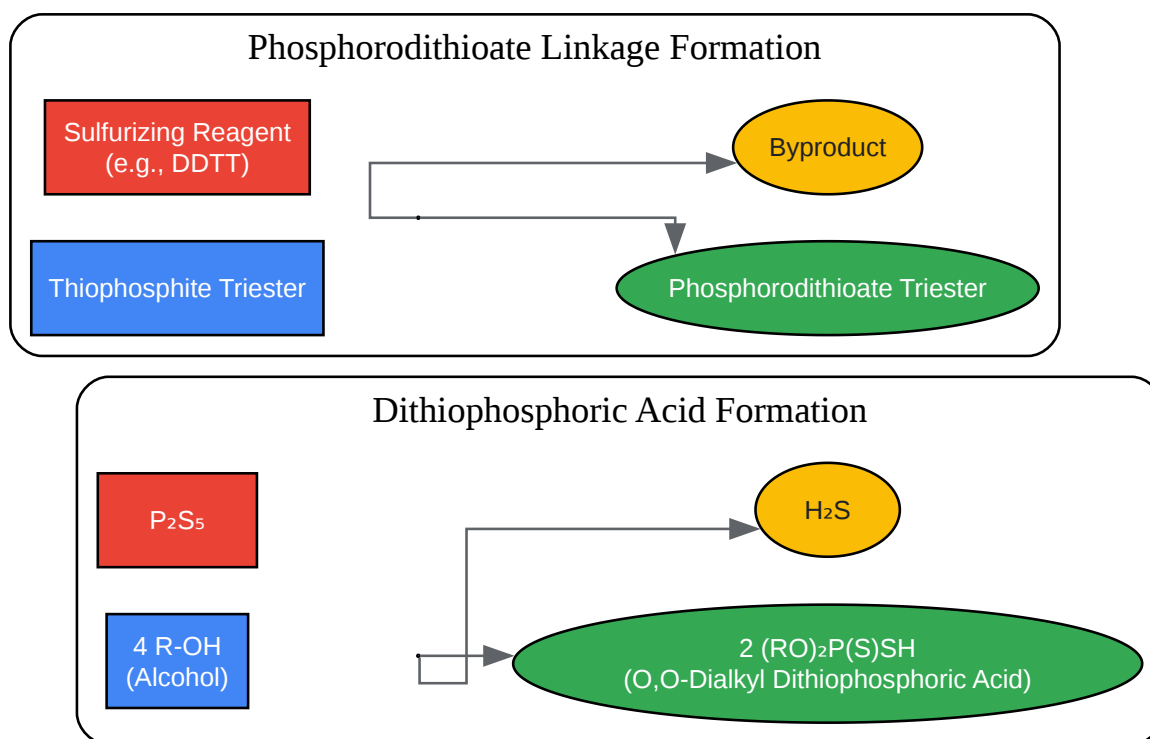 Phosphorodithioate Linkage Formation
Sulfurizing Reagent
(e.g., DDTT)
Byproduct
Thiophosphite Triester
Phosphorodithioate Triester
Dithiophosphoric Acid Formation
P₂S₅
H₂S
4 R-OH
(Alcohol)
2 (RO)₂P(S)SH
(O,O-Dialkyl Dithiophosphoric Acid)